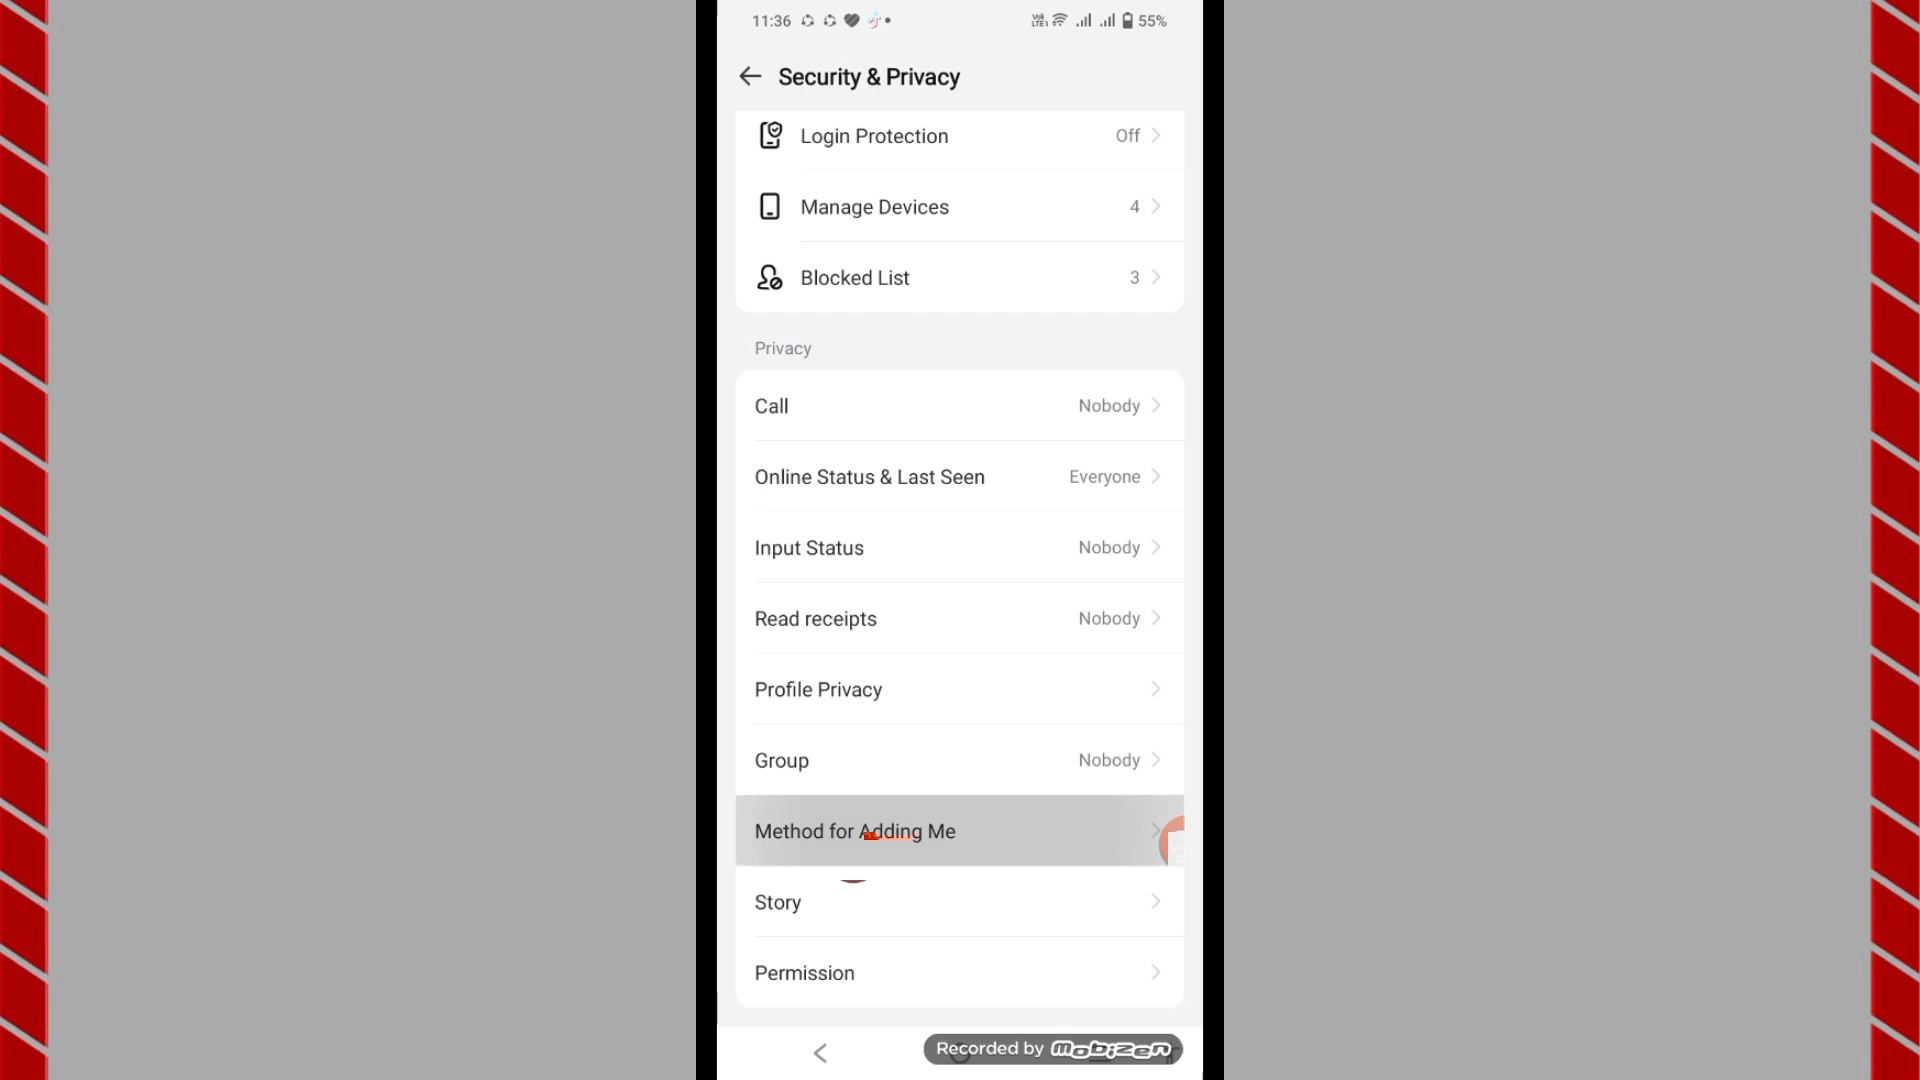 11:36 55%
Security & Privacy
Login Protection Off
Manage Devices 4
Blocked List 3
Privacy
Call Nobody
Online Status & Last Seen Everyone
Input Status Nobody
Read receipts Nobody
Profile Privacy
Group Nobody
Method for Adding Me
Story
Permission
Recorded by mobizen